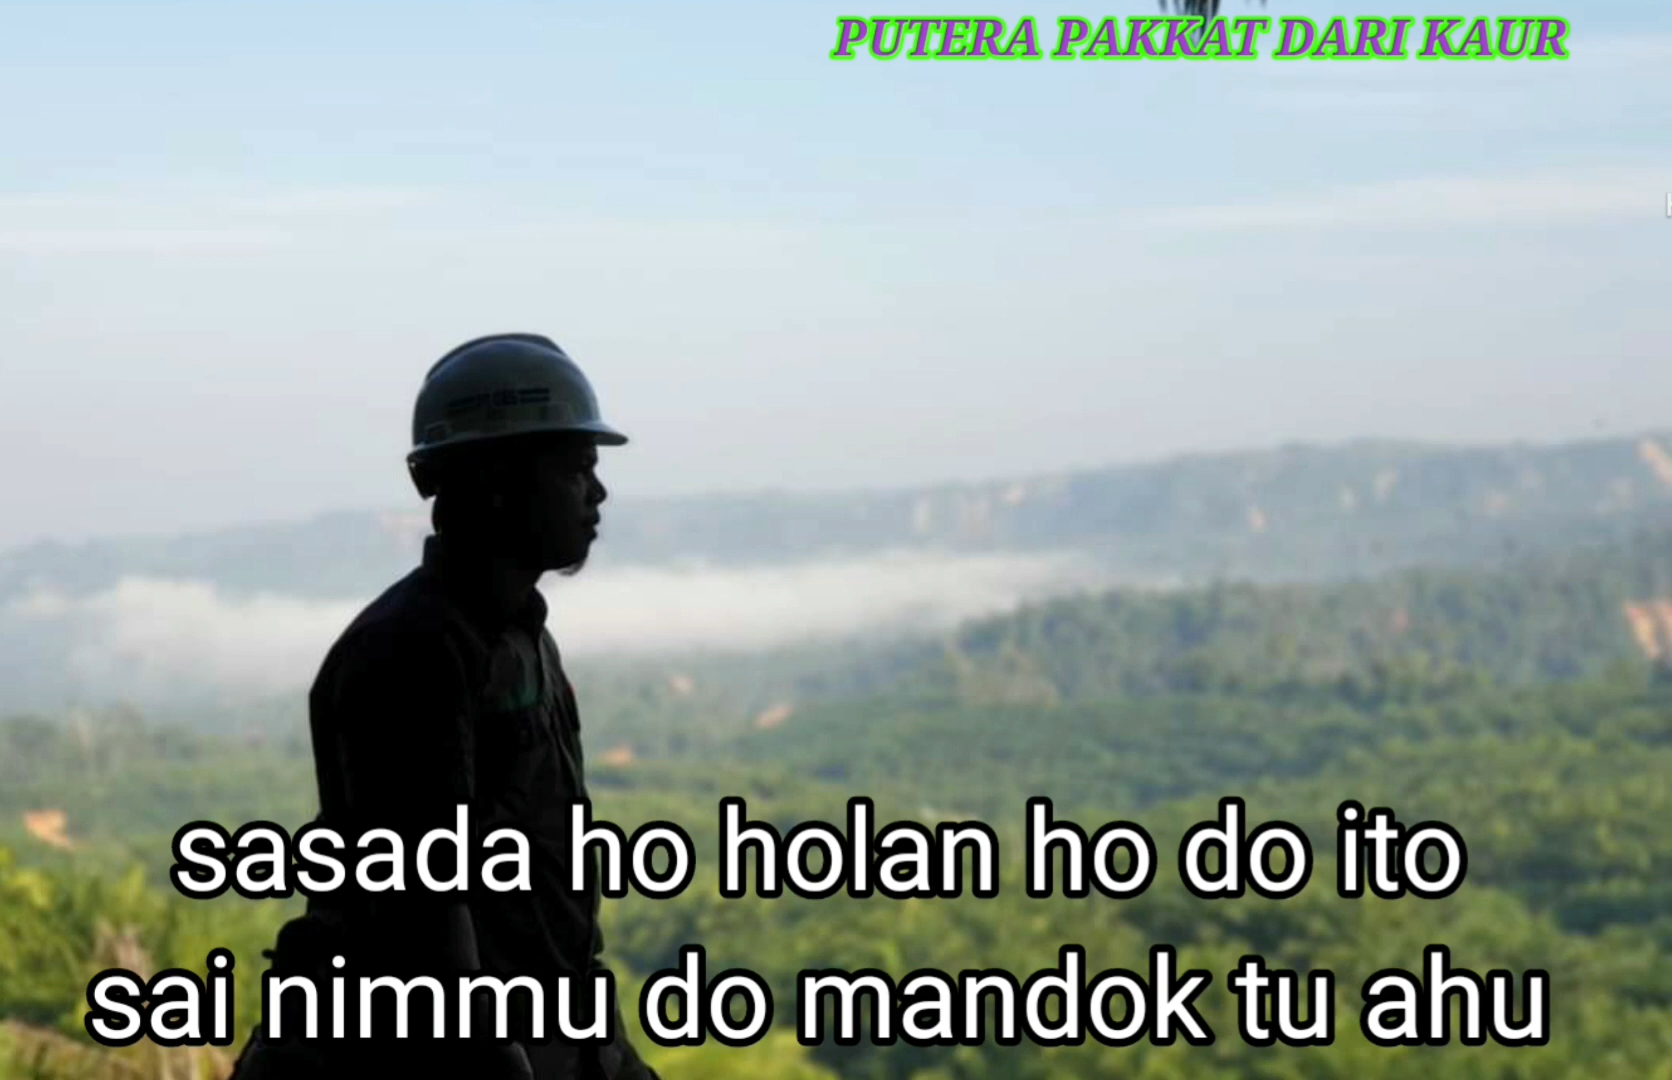 PUTERA PAKKAT DARI KAUR
sasada ho holan ho do ito
sai nimmu do mandok tu ahu